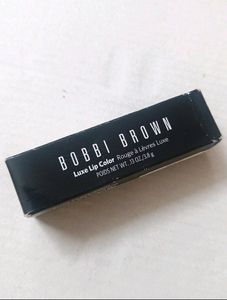 BOBBI BROWN
Luxe Lip Color Rouge à Lèvres Luxe
POIDS NET WT. .13 OZ./3.8 g